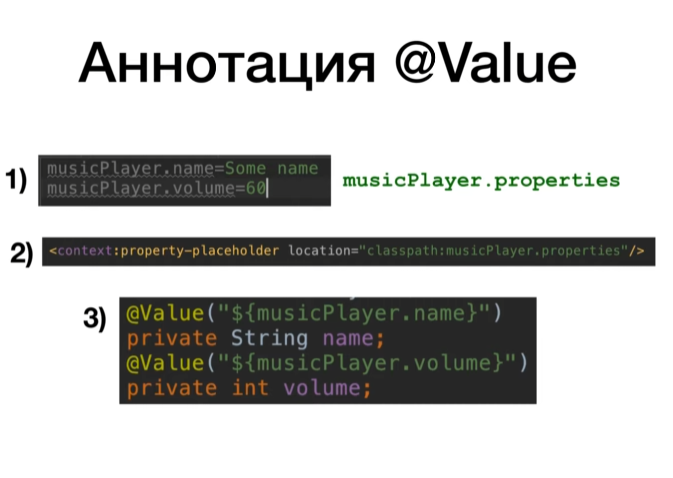 Аннотация @Value
1) musicPlayer.name=Some name
musicPlayer.volume=60
musicPlayer.properties
2) <context:property-placeholder location="classpath:musicPlayer.properties"/>
3) @Value("${musicPlayer.name}")
private String name;
@Value("${musicPlayer.volume}")
private int volume;